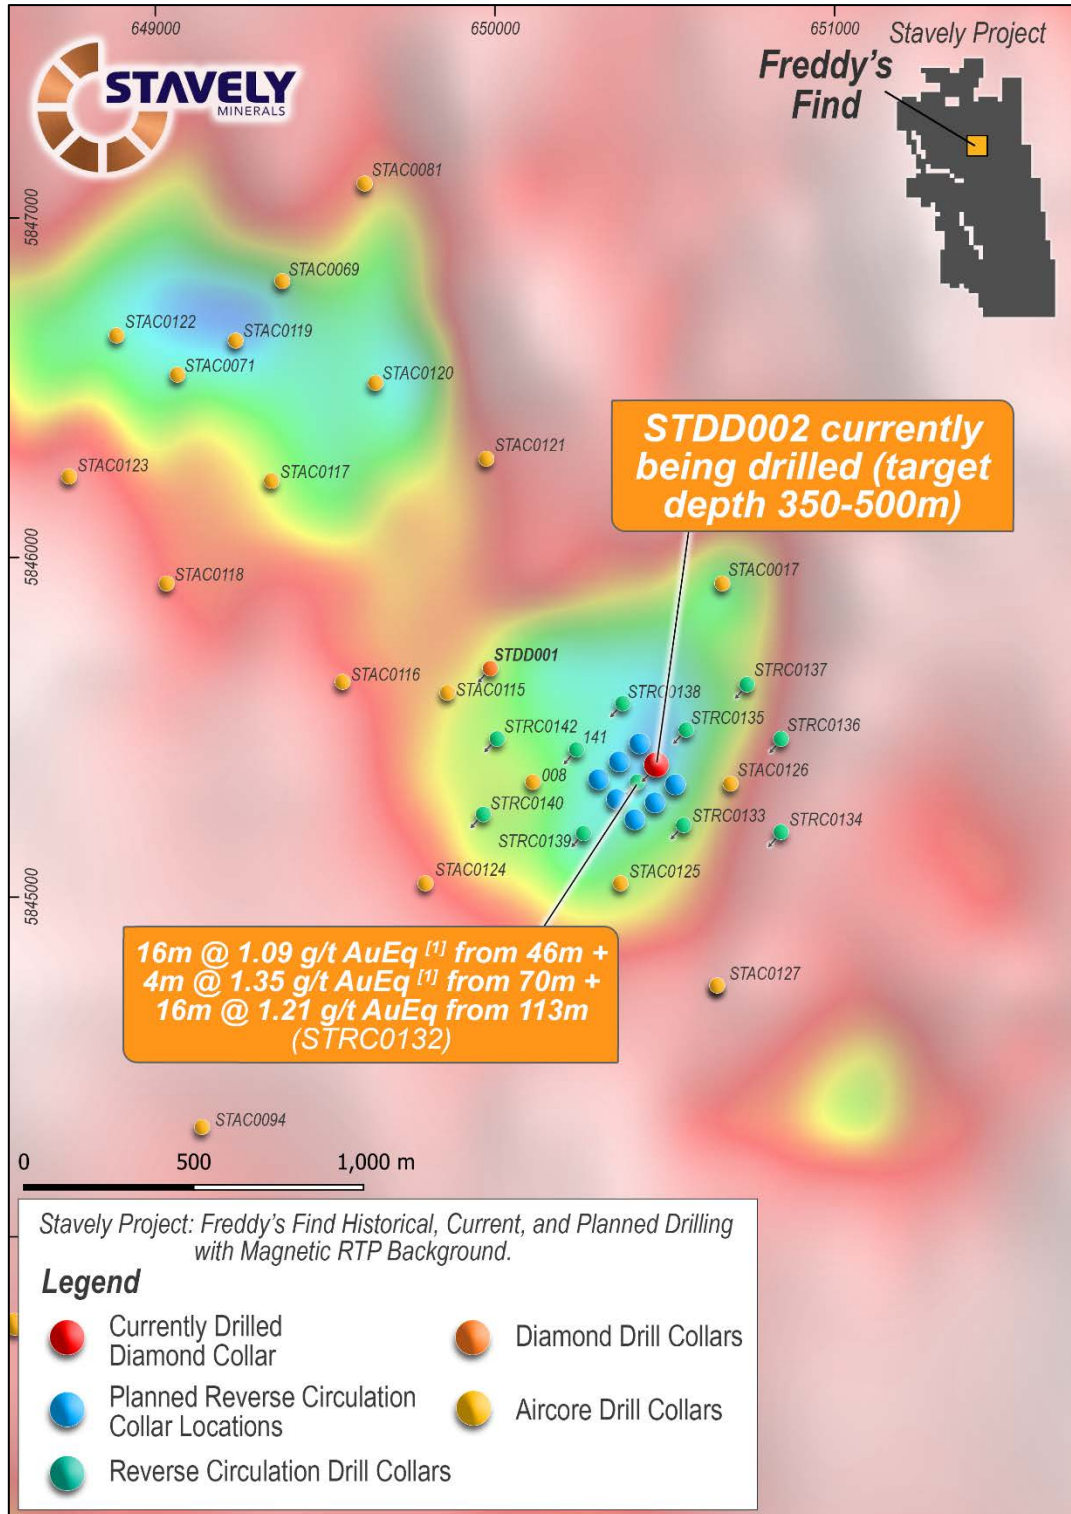 649000
650000
651000
STAVELY
MINERALS
Stavely Project
Freddy's
Find
STAC0081
5847000
STAC0069
STAC0122
STAC0119
STAC0071
STAC0120
STDD002 currently
being drilled (target
depth 350-500m)
STAC0121
STAC0123
STAC0117
5846000
STAC0118
STAC0017
STDD001
STAC0116
STAC0115
STRC0137
STRC0138
STRC0142
141
STRC0135
STRC0136
008
STAC0126
STRC0140
STRC0139
STRC0133
STRC0134
STAC0124
STAC0125
5845000
16m @ 1.09 g/t AuEq [1] from 46m +
4m @ 1.35 g/t AuEq [1] from 70m +
16m @ 1.21 g/t AuEq from 113m
(STRC0132)
STAC0127
STAC0094
0 500 1,000 m
Stavely Project: Freddy's Find Historical, Current, and Planned Drilling
with Magnetic RTP Background.
Legend
Currently Drilled
Diamond Collar
Diamond Drill Collars
Planned Reverse Circulation
Collar Locations
Aircore Drill Collars
Reverse Circulation Drill Collars